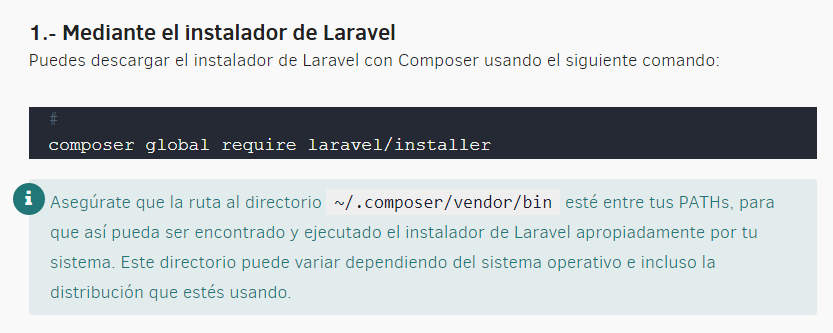 1.- Mediante el instalador de Laravel
Puedes descargar el instalador de Laravel con Composer usando el siguiente comando:
#
composer global require laravel/installer
i
Asegúrate que la ruta al directorio ~/.composer/vendor/bin esté entre tus PATHs, para
que así pueda ser encontrado y ejecutado el instalador de Laravel apropiadamente por tu
sistema. Este directorio puede variar dependiendo del sistema operativo e incluso la
distribución que estés usando.